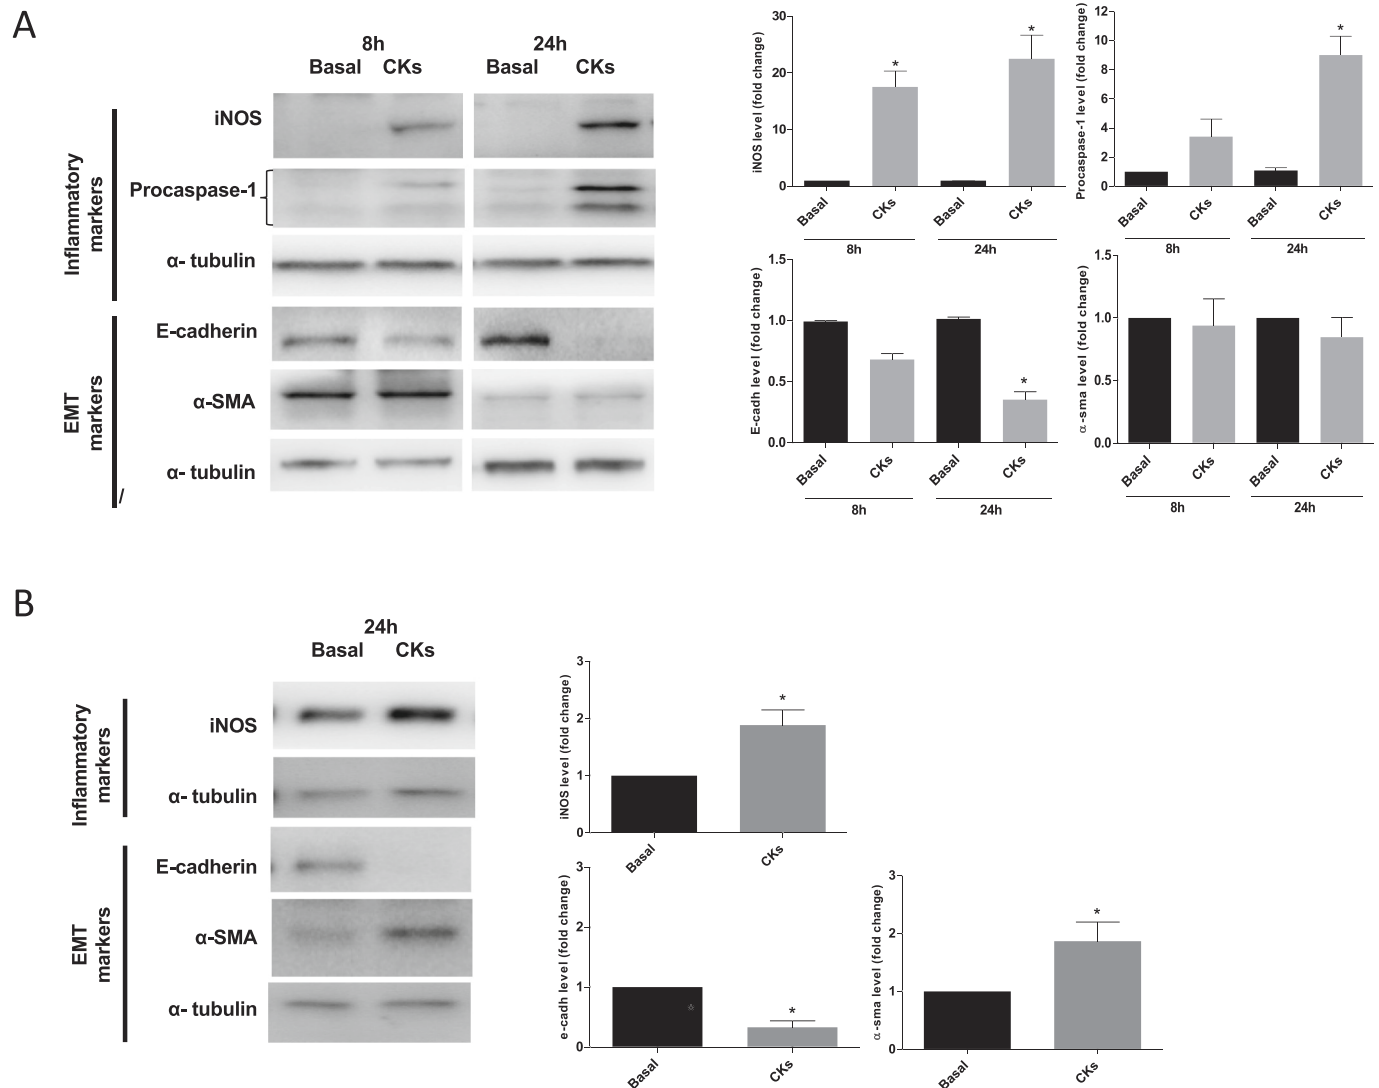 A
8h
24h
Basal CKs
Basal CKs
Inflammatory
markers
iNOS
Procaspase-1
α- tubulin
EMT
markers
E-cadherin
α-SMA
α- tubulin
/
iNOS level (fold change)
30
20
10
0
*
*
Basal
CKs
Basal
CKs
8h
24h
Procaspase-1 level (fold change)
12
10
8
6
4
2
0
*
Basal
CKs
Basal
CKs
8h
24h
E-cadh level (fold change)
1.5
1.0
0.5
0.0
*
Basal
CKs
Basal
CKs
8h
24h
α-sma level (fold change)
1.5
1.0
0.5
0.0
Basal
CKs
Basal
CKs
8h
24h
B
24h
Basal CKs
Inflammatory
markers
iNOS
α- tubulin
EMT
markers
E-cadherin
α-SMA
α- tubulin
iNOS level (fold change)
3
2
1
0
*
Basal
CKs
e-cadh level (fold change)
3
2
1
0
*
*
Basal
CKs
α-sma level (fold change)
3
2
1
0
*
Basal
CKs